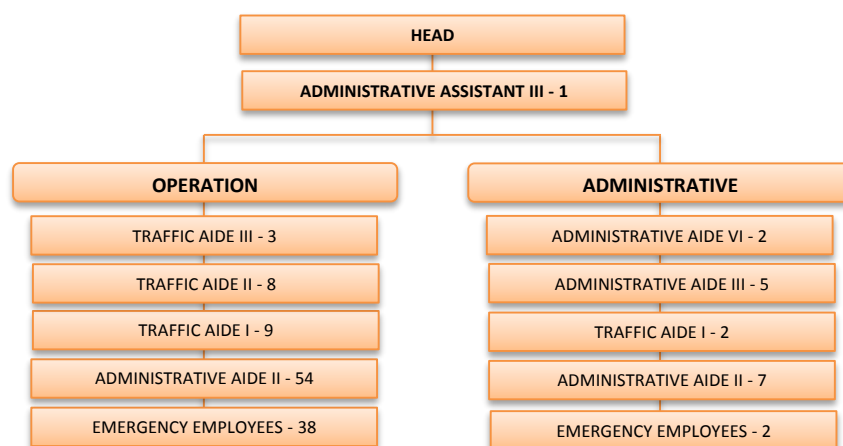 HEAD
ADMINISTRATIVE ASSISTANT III - 1
OPERATION
TRAFFIC AIDE III - 3
TRAFFIC AIDE II - 8
TRAFFIC AIDE I - 9
ADMINISTRATIVE AIDE II - 54
EMERGENCY EMPLOYEES - 38
ADMINISTRATIVE
ADMINISTRATIVE AIDE VI - 2
ADMINISTRATIVE AIDE III - 5
TRAFFIC AIDE I - 2
ADMINISTRATIVE AIDE II - 7
EMERGENCY EMPLOYEES - 2